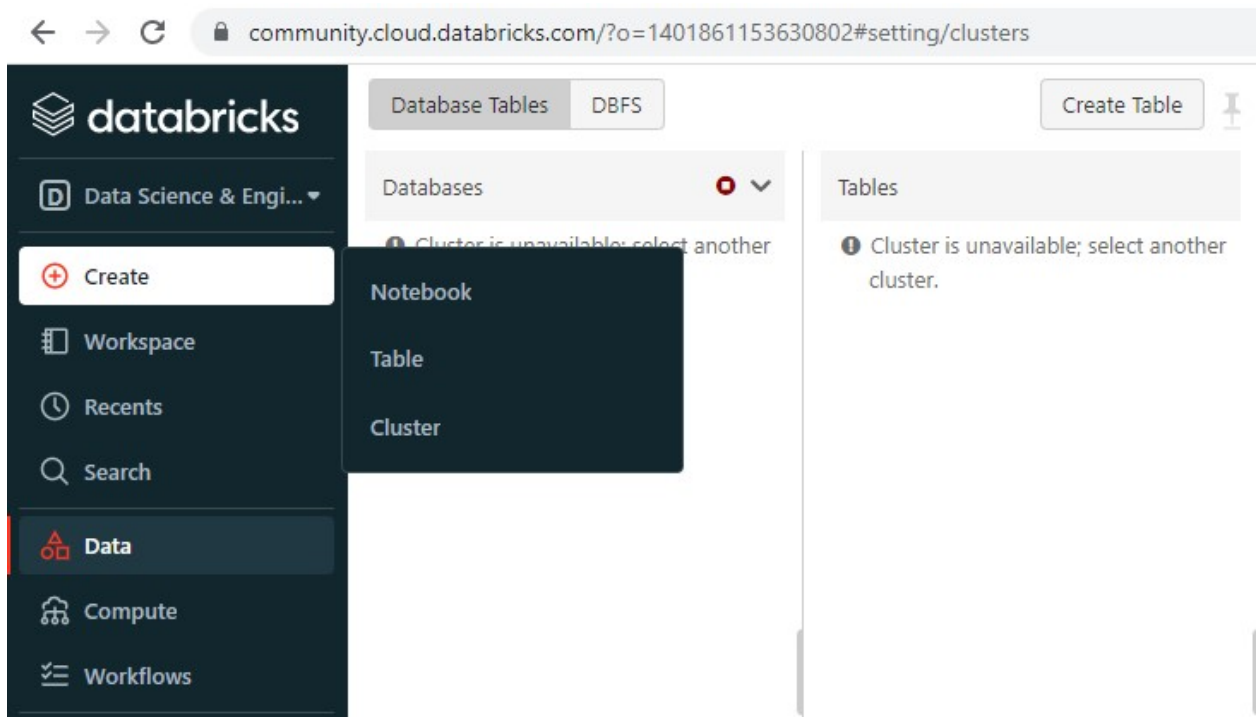 community.cloud.databricks.com/?o=1401861153630802#setting/clusters
databricks
Database Tables
DBFS
Create Table
D
Data Science & Engi...
Databases
Tables
Cluster is unavailable; select another
Cluster is unavailable; select another
cluster.
Create
Notebook
Workspace
Table
Recents
Cluster
Search
Data
Compute
Workflows